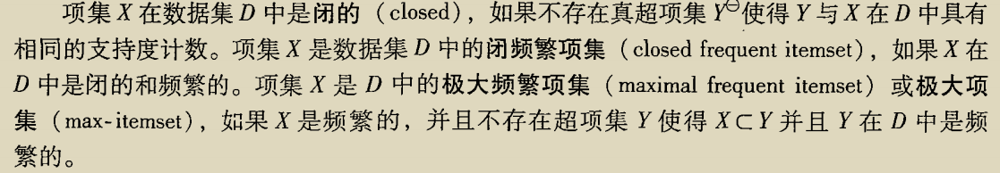 项集 X 在数据集 D 中是闭的（closed），如果不存在真超项集 Y⊖使得 Y 与 X 在 D 中具有
相同的支持度计数。项集 X 是数据集 D 中的闭频繁项集（closed frequent itemset），如果 X 在
D 中是闭的和频繁的。项集 X 是 D 中的极大频繁项集（maximal frequent itemset）或极大项
集（max-itemset），如果 X 是频繁的，并且不存在超项集 Y 使得 X⊂Y 并且 Y 在 D 中是频
繁的。